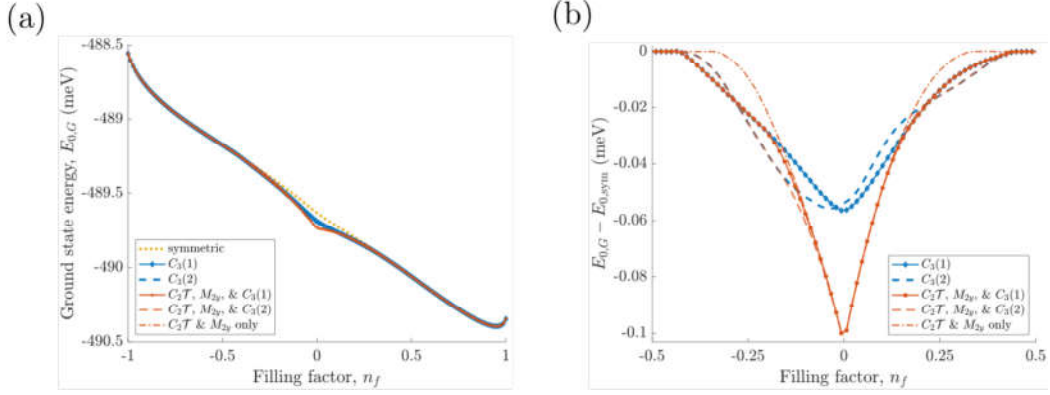 (a)
Ground state energy, E₀,G (meV)
-488.5
-489
-489.5
-490
-490.5
symmetric
C₃(1)
C₃(2)
C₂𝒯, M₂y, & C₃(1)
C₂𝒯, M₂y, & C₃(2)
C₂𝒯 & M₂y only
-1
-0.5
0
0.5
1
Filling factor, n_f
(b)
E₀,G − E₀,sym (meV)
0
-0.02
-0.04
-0.06
-0.08
-0.1
C₃(1)
C₃(2)
C₂𝒯, M₂y, & C₃(1)
C₂𝒯, M₂y, & C₃(2)
C₂𝒯 & M₂y only
-0.5
-0.25
0
0.25
0.5
Filling factor, n_f